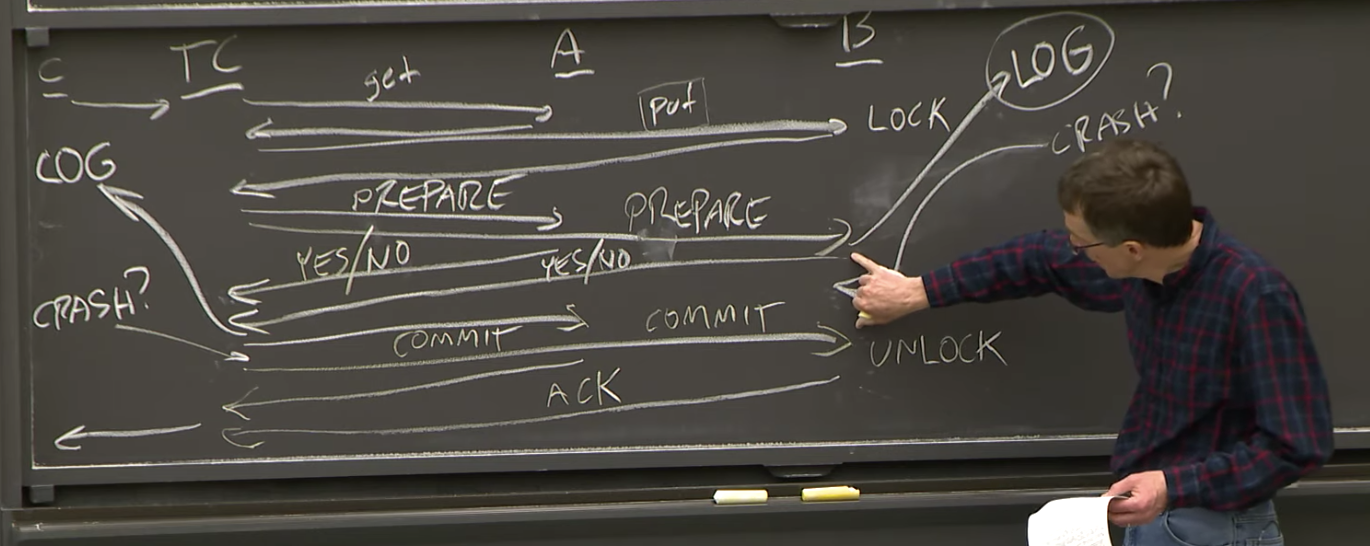 C TC A B
get
put
LOG
LOCK
CRASH?
LOG
PREPARE PREPARE
YES/NO YES/NO
CRASH?
COMMIT COMMIT
UNLOCK
ACK